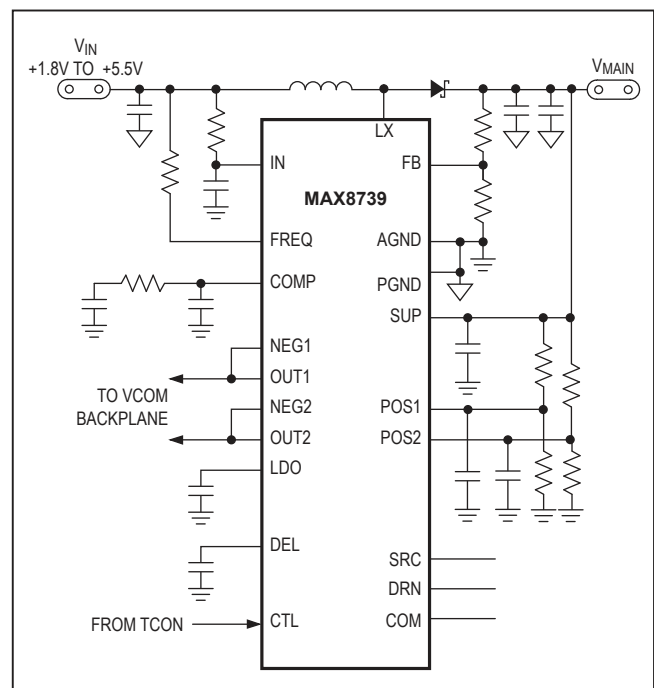 VIN
+1.8V TO +5.5V
VMAIN
LX
IN
FB
MAX8739
FREQ
AGND
COMP
PGND
SUP
NEG1
OUT1
TO VCOM
BACKPLANE
NEG2
POS1
OUT2
POS2
LDO
DEL
SRC
DRN
FROM TCON
CTL
COM